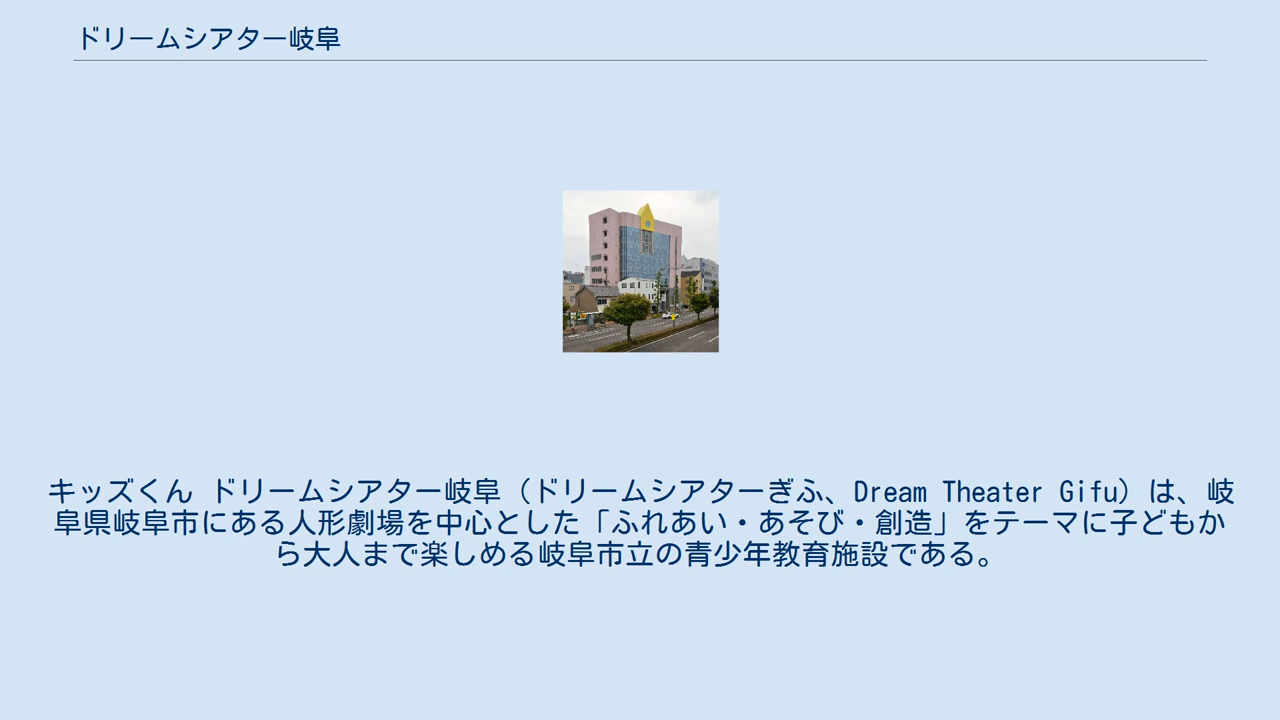 ドリームシアター岐阜
キッズくん ドリームシアター岐阜（ドリームシアターぎふ、Dream Theater Gifu）は、岐
阜県岐阜市にある人形劇場を中心とした「ふれあい・あそび・創造」をテーマに子どもか
ら大人まで楽しめる岐阜市立の青少年教育施設である。